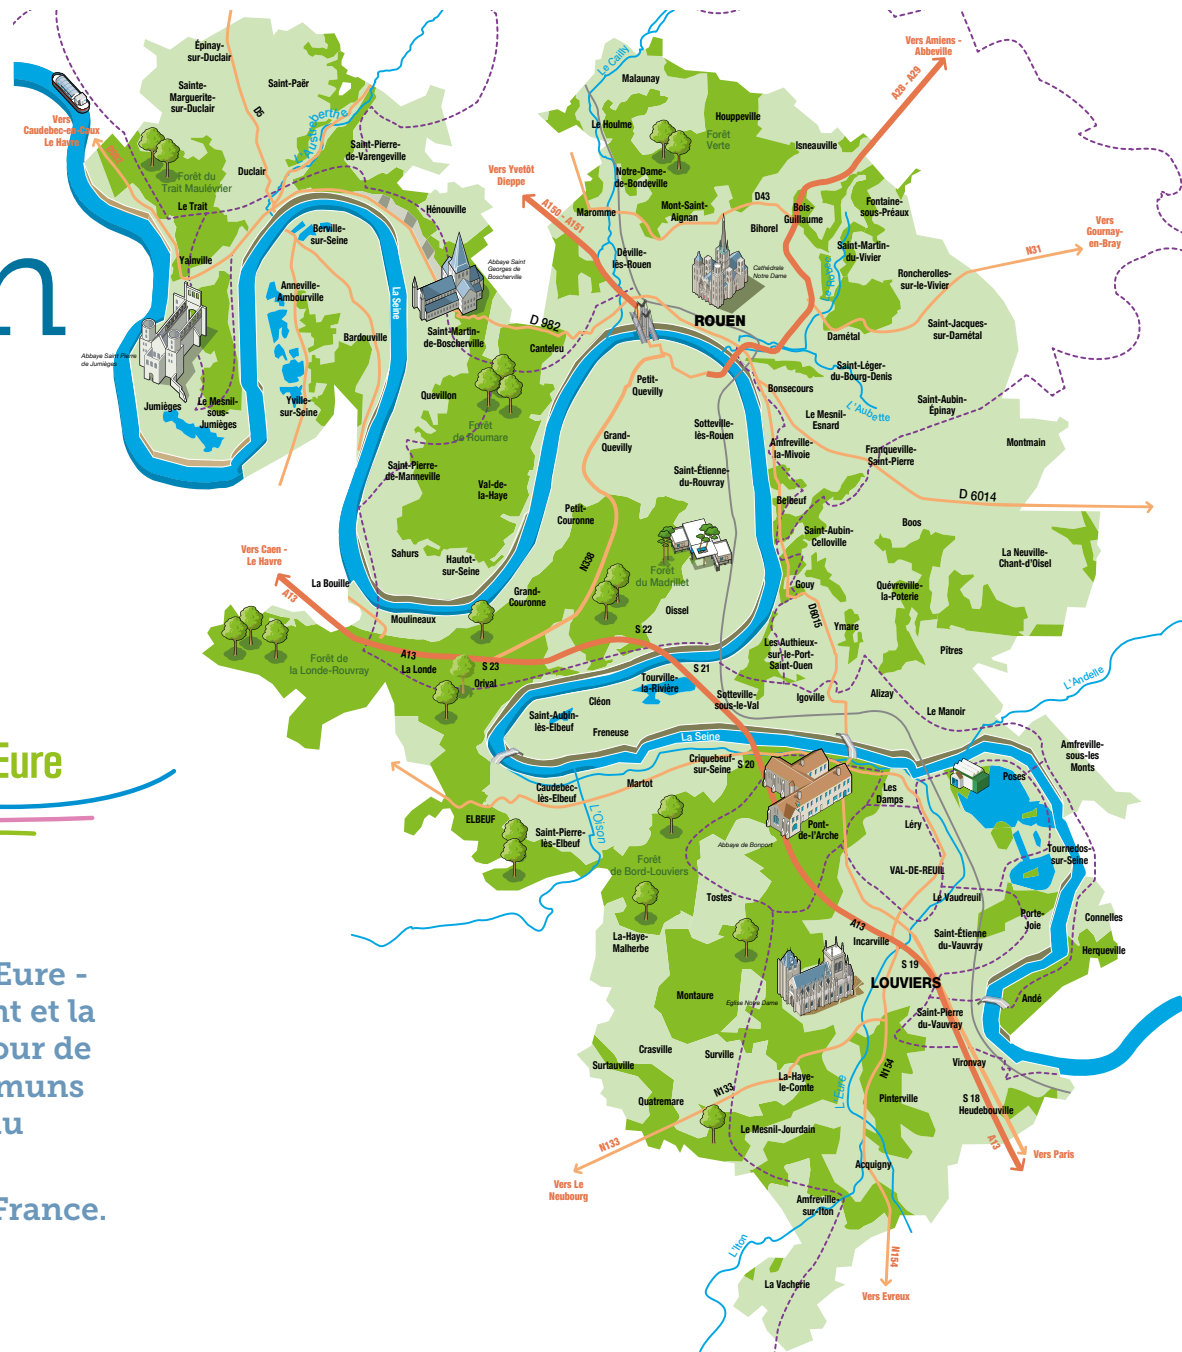 Vers Amiens -
Abbeville
A28 - A29
Épinay-
sur-Duclair
Sainte-
Marguerite-
sur-Duclair
Saint-Paër
D5
Le Cailly
Malaunay
Vers
Caudebec-en-Caux
Le Havre
L'Austreberthe
Le Houlme
Houppeville
Forêt
Verte
Isneauville
Saint-Pierre-
de-Varengeville
Duclair
Forêt du
Trait Maulévrier
Le Trait
Vers Yvetôt
Dieppe
A150 - A151
Notre-Dame-
de-Bondeville
Maromme
Mont-Saint-
Aignan
D43
Bihorel
Bois-
Guillaume
Fontaine-
sous-Préaux
Hénouville
Berville-
sur-Seine
Yainville
Vers
Gournay-
en-Bray
N31
Déville-
lès-Rouen
Saint-Martin-
du-Vivier
Roncherolles-
sur-le-Vivier
Abbaye Saint
Georges de
Boscherville
Cathédrale
Notre Dame
Anneville-
Ambourville
La Seine
Bardouville
Saint-Martin-
de-Boscherville
D 982
Canteleu
ROUEN
Darnétal
Saint-Jacques-
sur-Darnétal
Abbaye Saint Pierre
de Jumièges
Jumièges
Le Mesnil-
sous-
Jumièges
Yville-
sur-Seine
Quevillon
Petit-
Quevilly
Bonsecours
Saint-Léger-
du-Bourg-Denis
L'Aubette
Saint-Aubin-
Épinay
Forêt
de Roumare
Le Mesnil-
Esnard
Sotteville-
lès-Rouen
Grand-
Quevilly
Amfreville-
la-Mivoie
Franqueville-
Saint-Pierre
Montmain
Saint-Pierre-
de-Manneville
Val-de-
la-Haye
Saint-Étienne-
du-Rouvray
Belbeuf
D 6014
Petit-
Couronne
Saint-Aubin-
Celloville
Boos
La Neuville-
Chant-d'Oisel
Vers Caen -
Le Havre
A13
La Bouille
Sahurs
Hautot-
sur-Seine
N338
Forêt
du Madrillet
Gouy
Quévreville-
la-Poterie
Grand-
Couronne
Oissel
D6015
Ymare
Moulineaux
S 22
Les Authieux-
sur-le-Port-
Saint-Ouen
Pîtres
Forêt de
la Londe-Rouvray
A13
La Londe
S 23
Orival
S 21
Tourville-
la-Rivière
Sotteville-
sous-le-Val
Igoville
Alizay
Le Manoir
L'Andelle
Cléon
Saint-Aubin-
lès-Elbeuf
Freneuse
La Seine
Amfreville-
sous-les
Monts
Criquebeuf-
sur-Seine
S 20
Eure
Caudebec-
lès-Elbeuf
Martot
Les
Damps
Poses
ELBEUF
Saint-Pierre-
lès-Elbeuf
L'Oison
Pont-
de-l'Arche
Léry
Abbaye de Bonport
Tournedos-
sur-Seine
Forêt
de Bord-Louviers
VAL-DE-REUIL
Tostes
Le Vaudreuil
Porte-
Joie
Connelles
La-Haye-
Malherbe
A13
Incarville
Saint-Étienne
du-Vauvray
Herqueville
S 19
LOUVIERS
Eure -
nt et la
our de
muns
u
France.
Montaure
Eglise Notre Dame
Andé
Saint-Pierre
du-Vauvray
Crasville
Surville
Surtauville
Vironvay
La-Haye-
le-Comte
N154
L'Eure
N133
Quatremare
Pinterville
S 18
Heudebouville
Le Mesnil-Jourdain
A13
N133
Vers Paris
Vers Le
Neubourg
Acquigny
Amfreville-
sur-Iton
L'Iton
N154
La Vacherie
Vers Evreux